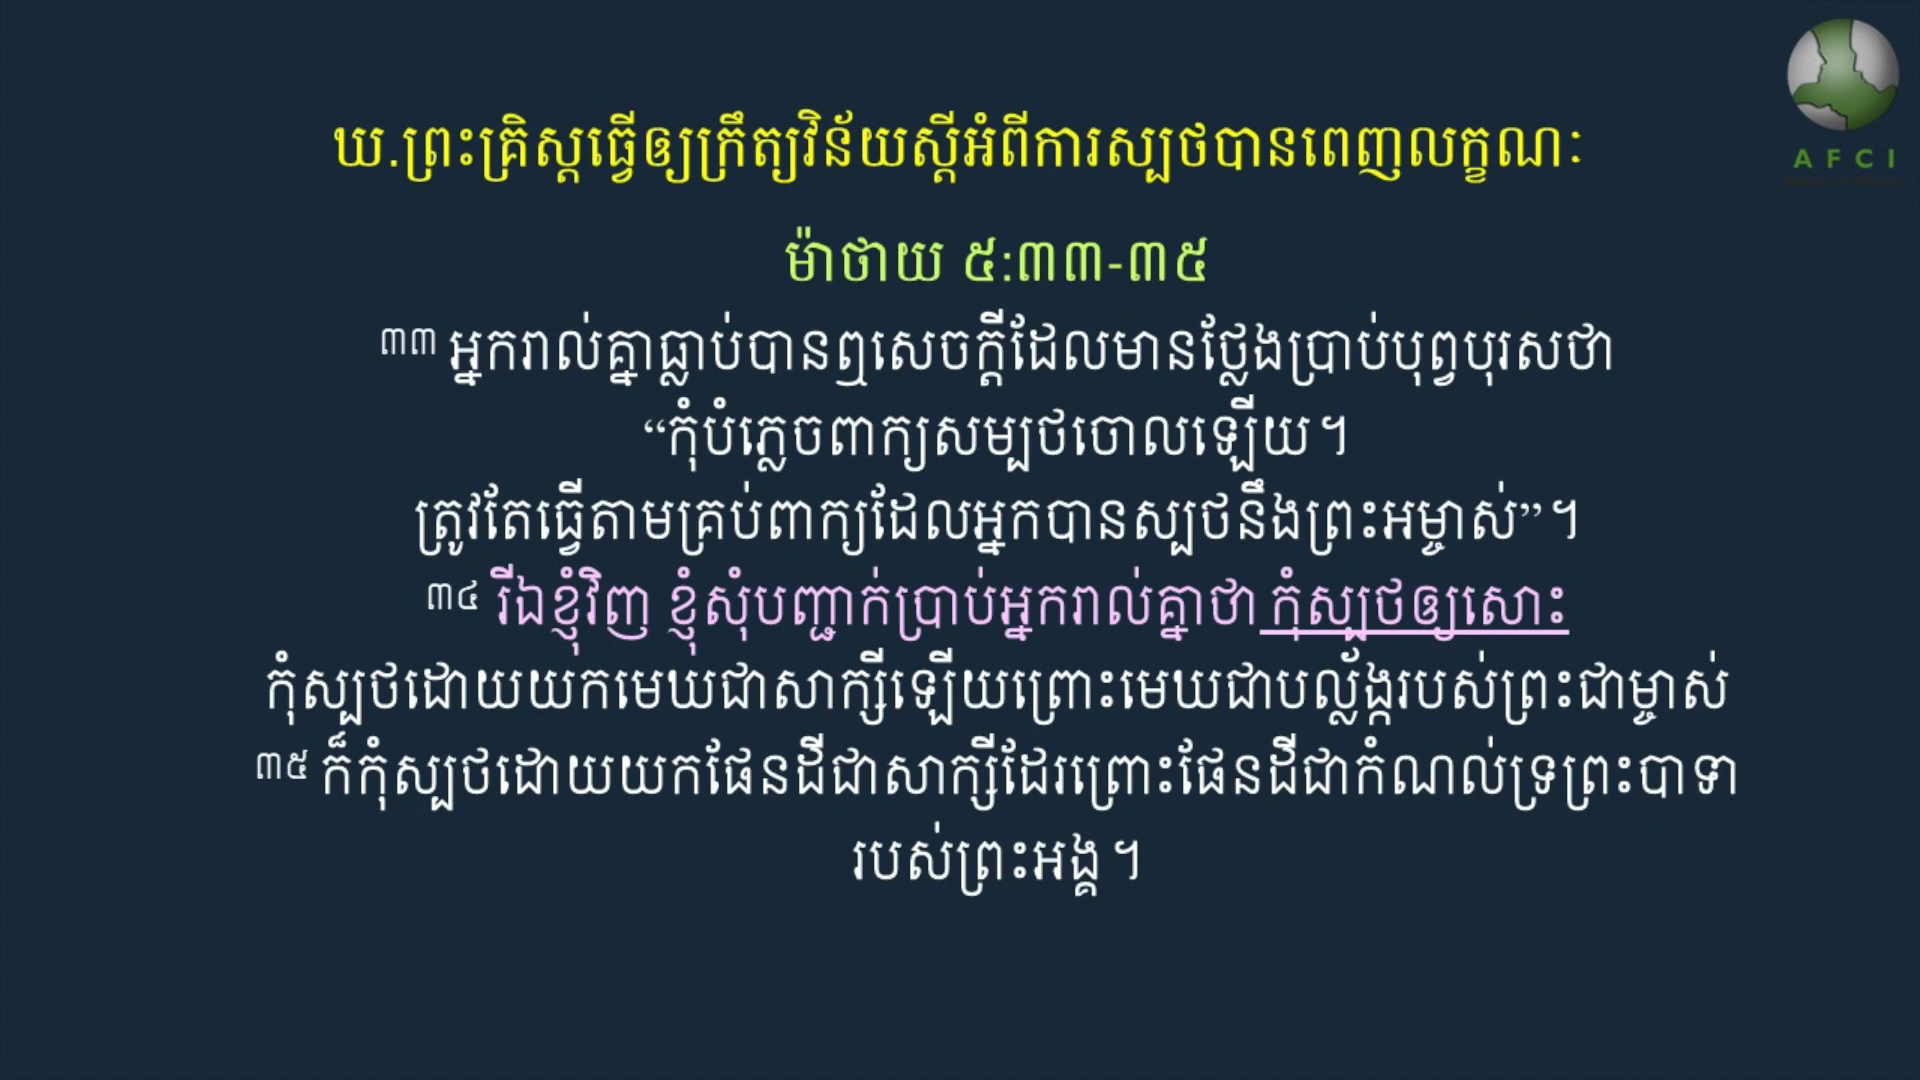 AFCI
ឃ.ព្រះគ្រិស្តធ្វើឲ្យក្រឹត្យវិន័យស្តីអំពីការស្បថបានពេញលក្ខណៈ
ម៉ាថាយ ៥:៣៣-៣៥
៣៣ អ្នករាល់គ្នាធ្លាប់បានឮសេចក្តីដែលមានថ្លែងប្រាប់បុព្វបុរសថា
“កុំបំភ្លេចពាក្យសម្បថចោលឡើយ។
ត្រូវតែធ្វើតាមគ្រប់ពាក្យដែលអ្នកបានស្បថនឹងព្រះអម្ចាស់”។
៣៤ រីឯខ្ញុំវិញ ខ្ញុំសុំបញ្ជាក់ប្រាប់អ្នករាល់គ្នាថា កុំស្បថឲ្យសោះ
កុំស្បថដោយយកមេឃជាសាក្សីឡើយព្រោះមេឃជាបល្ល័ង្ករបស់ព្រះជាម្ចាស់
៣៥ ក៏កុំស្បថដោយយកផែនដីជាសាក្សីដែរព្រោះផែនដីជាកំណល់ទ្រព្រះបាទា
របស់ព្រះអង្គ។